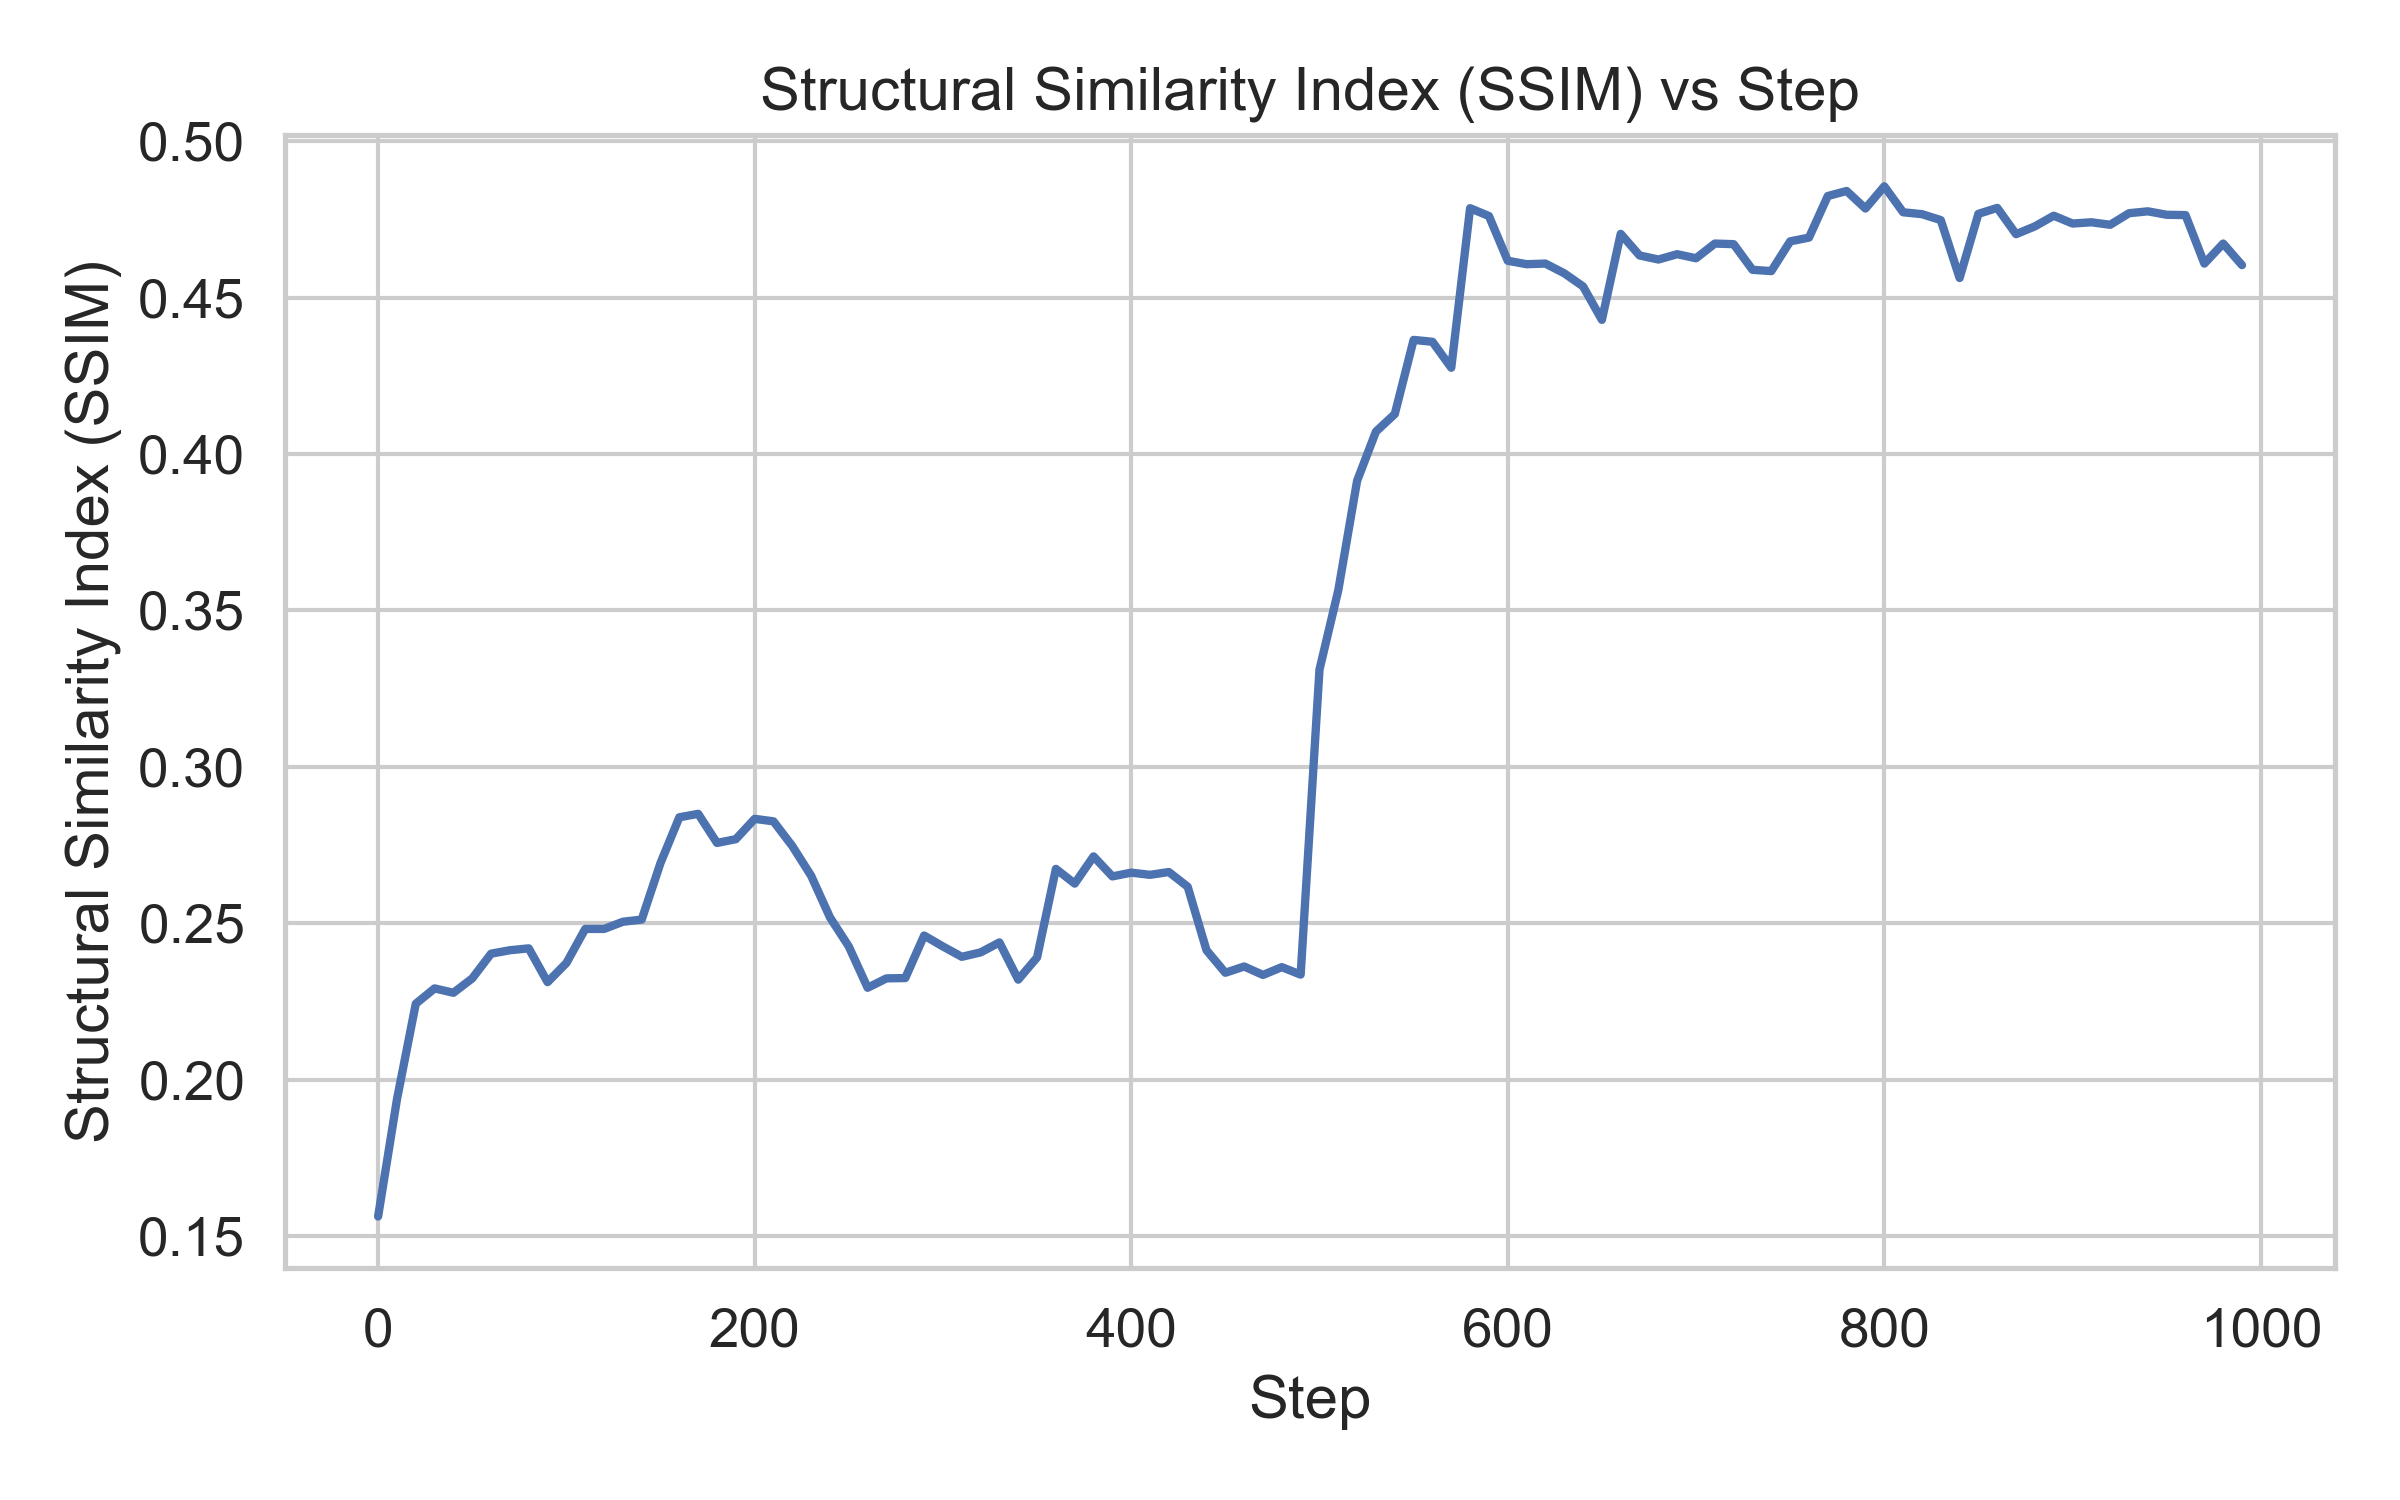 Structural Similarity Index (SSIM) vs Step
Structural Similarity Index (SSIM)
0.50
0.45
0.40
0.35
0.30
0.25
0.20
0.15
0 200 400 600 800 1000
Step